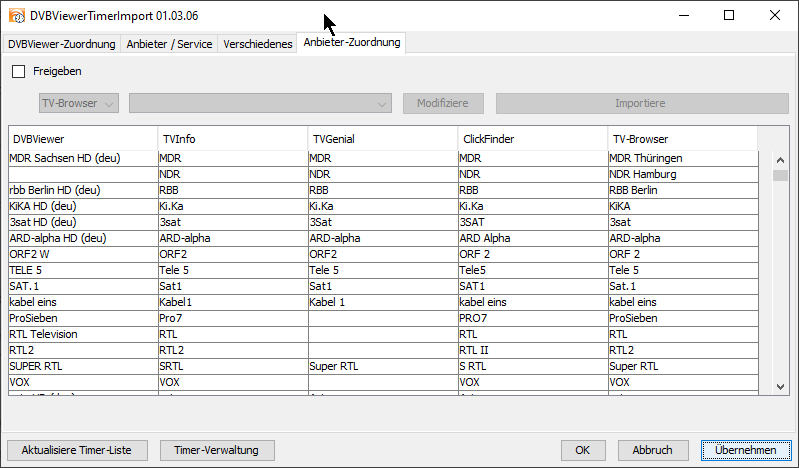 DVBViewerTimerImport 01.03.06
DVBViewer-Zuordnung Anbieter / Service Verschiedenes Anbieter-Zuordnung
Freigeben
TV-Browser Modifiziere Importiere
DVBViewer TVInfo TVGenial ClickFinder TV-Browser
MDR Sachsen HD (deu) MDR MDR MDR MDR Thüringen
NDR NDR NDR NDR Hamburg
rbb Berlin HD (deu) RBB RBB RBB RBB Berlin
KiKA HD (deu) Ki.Ka Ki.Ka Ki.Ka KiKA
3sat HD (deu) 3sat 3Sat 3SAT 3sat
ARD-alpha HD (deu) ARD-alpha ARD-alpha ARD Alpha ARD-alpha
ORF2 W ORF2 ORF2 ORF 2 ORF 2
TELE 5 Tele 5 Tele 5 Tele5 Tele 5
SAT.1 Sat1 Sat1 SAT1 Sat.1
kabel eins Kabel1 Kabel 1 kabel eins kabel eins
ProSieben Pro7 PRO7 ProSieben
RTL Television RTL RTL RTL
RTL2 RTL2 RTL II RTL2
SUPER RTL SRTL Super RTL S RTL Super RTL
VOX VOX VOX VOX
Aktualisiere Timer-Liste Timer-Verwaltung OK Abbruch Übernehmen